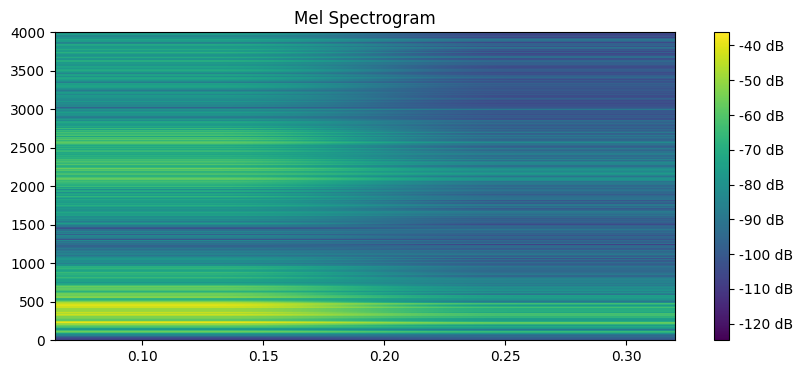 Mel Spectrogram
4000
3500
3000
2500
2000
1500
1000
500
0
0.10
0.15
0.20
0.25
0.30
-40 dB
-50 dB
-60 dB
-70 dB
-80 dB
-90 dB
-100 dB
-110 dB
-120 dB